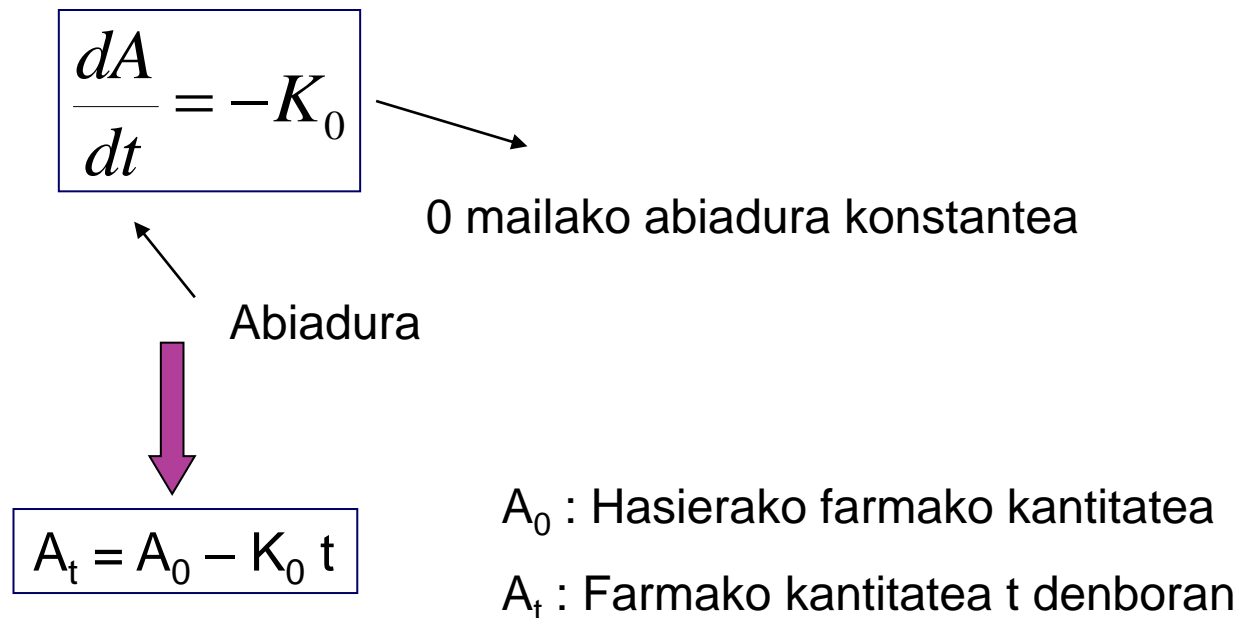 dA/dt = −K₀
0 mailako abiadura konstantea
Abiadura
Aₜ = A₀ – K₀ t
A₀ : Hasierako farmako kantitatea
Aₜ : Farmako kantitatea t denboran